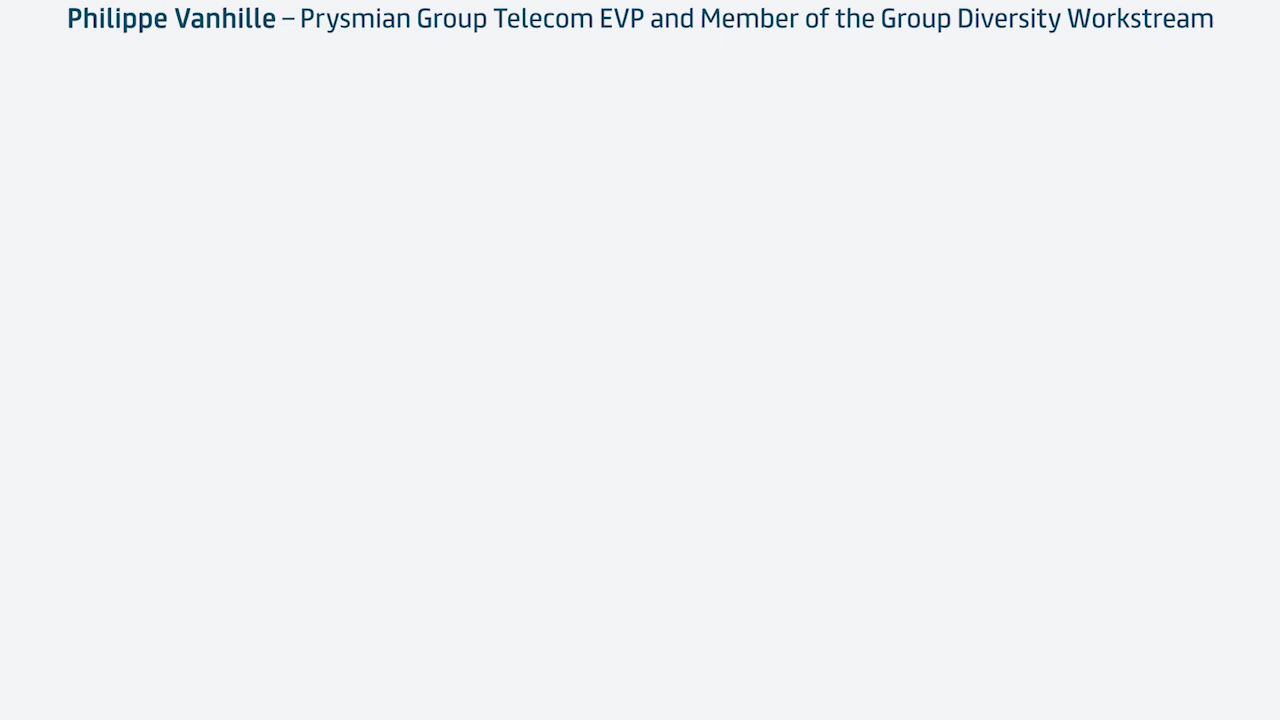 Philippe Vanhille – Prysmian Group Telecom EVP and Member of the Group Diversity Workstream